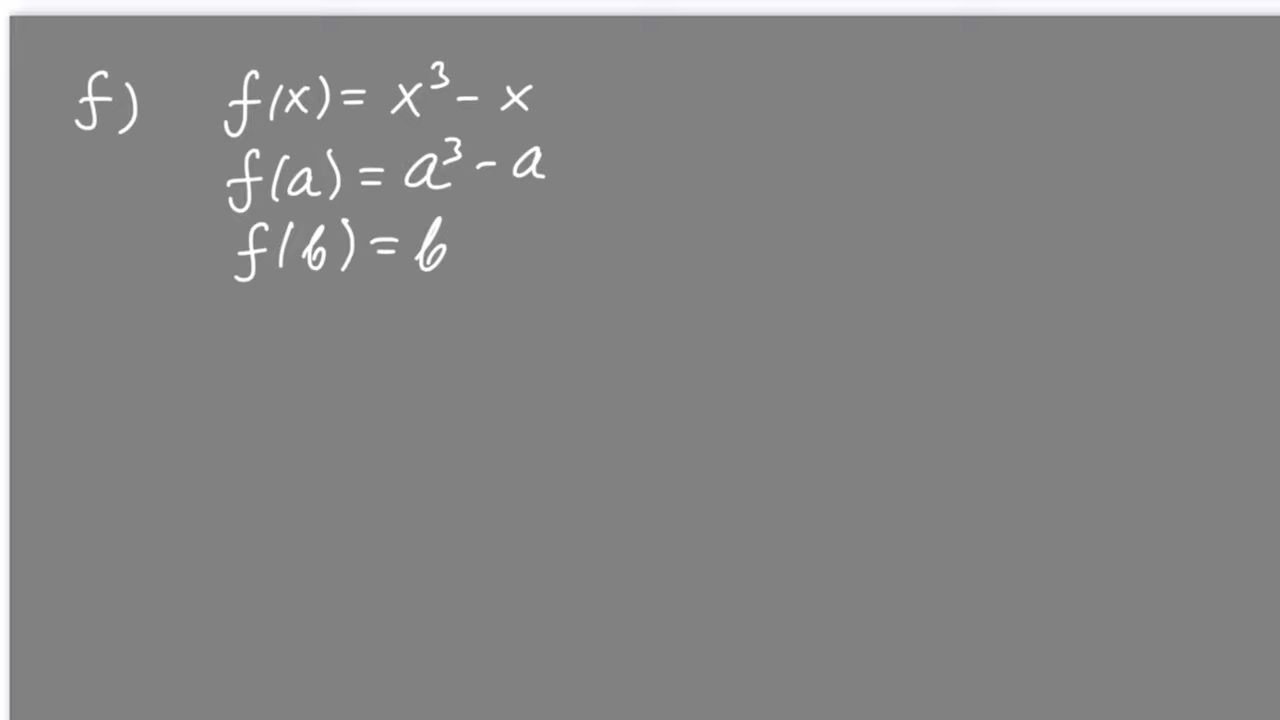 f) f(x) = x³ - x
f(a) = a³ - a
f(b) = b